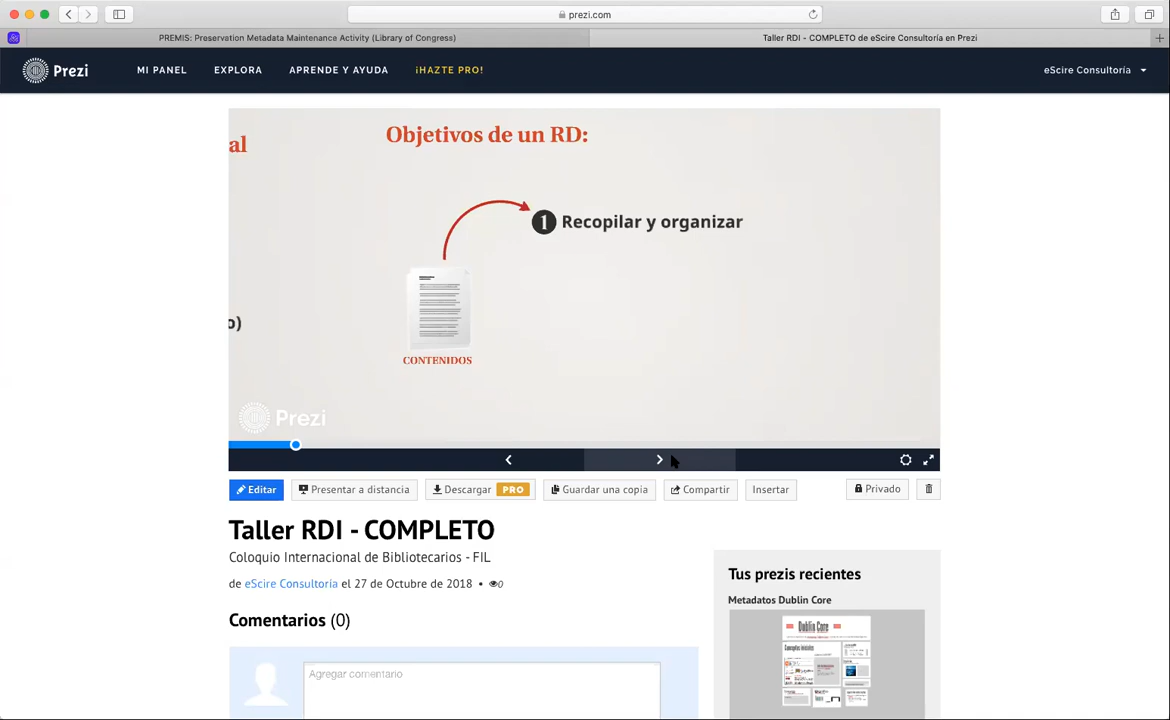 prezi.com
PREMIS: Preservation Metadata Maintenance Activity (Library of Congress)
Taller RDI - COMPLETO de eScire Consultoría en Prezi
Prezi
MI PANEL
EXPLORA
APRENDE Y AYUDA
¡HAZTE PRO!
eScire Consultoría
al
Objetivos de un RD:
1 Recopilar y organizar
o)
CONTENIDOS
Prezi
Editar
Presentar a distancia
Descargar PRO
Guardar una copia
Compartir
Insertar
Privado
Taller RDI - COMPLETO
Coloquio Internacional de Bibliotecarios - FIL
de eScire Consultoría el 27 de Octubre de 2018 • 0
Tus prezis recientes
Metadatos Dublin Core
Dublin Core
Comentarios (0)
Agregar comentario